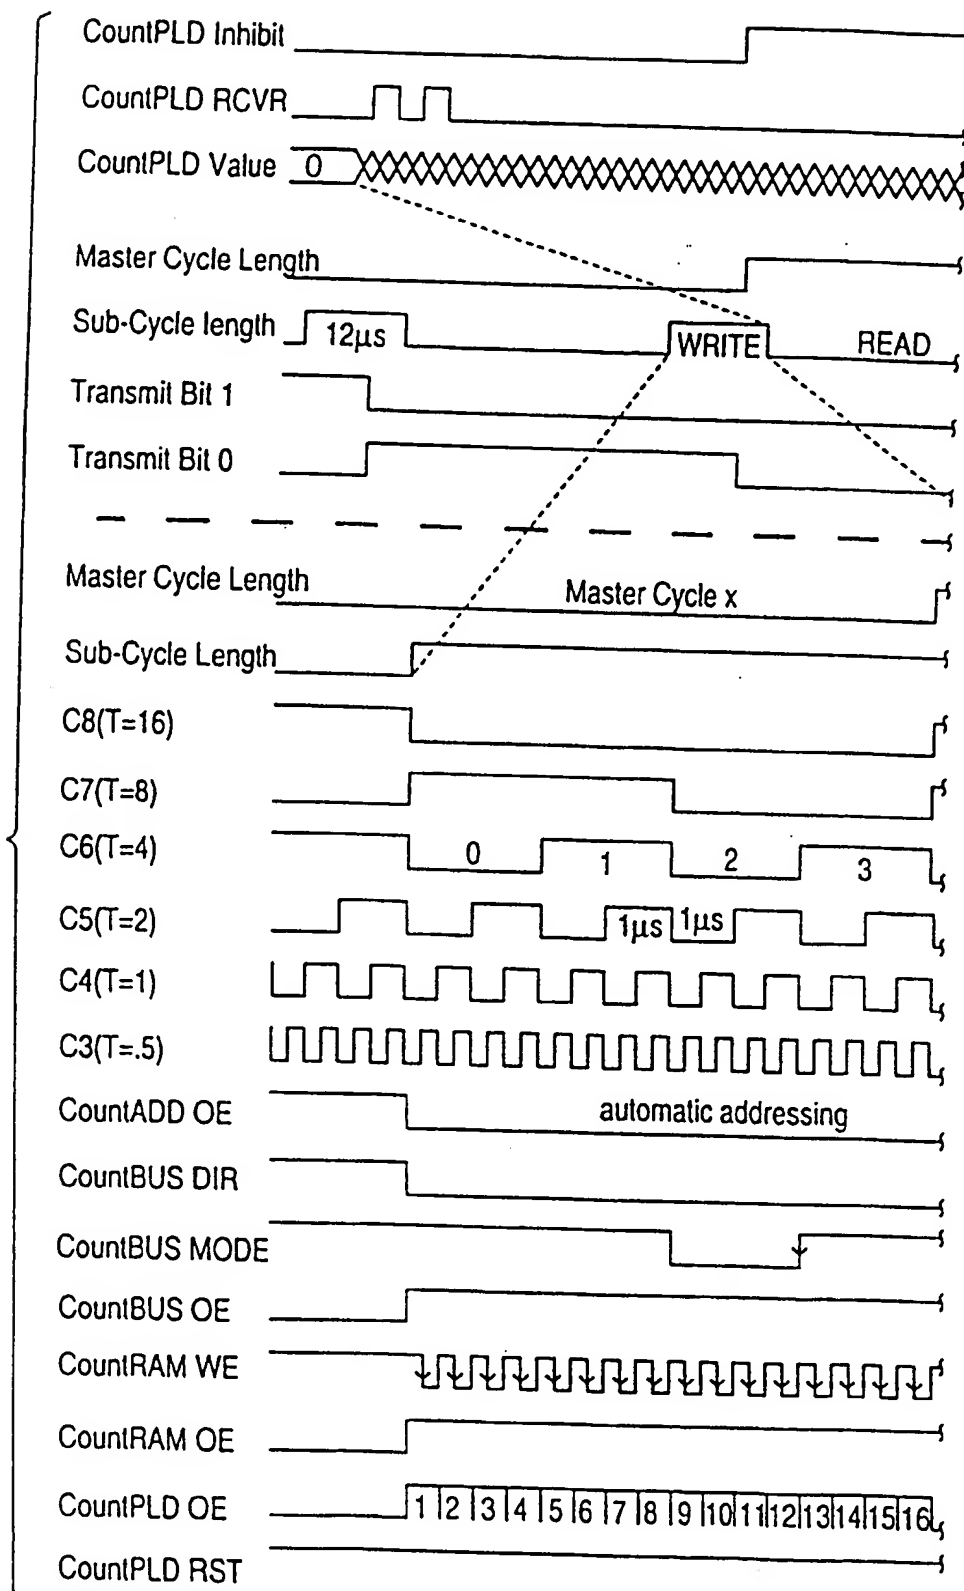 CountPLD Inhibit
CountPLD RCVR
CountPLD Value 0
Master Cycle Length
Sub-Cycle length 12µs WRITE READ
Transmit Bit 1
Transmit Bit 0
Master Cycle Length Master Cycle x
Sub-Cycle Length
C8(T=16)
C7(T=8)
C6(T=4) 0 1 2 3
C5(T=2) 1µs 1µs
C4(T=1)
C3(T=.5)
CountADD OE automatic addressing
CountBUS DIR
CountBUS MODE
CountBUS OE
CountRAM WE
CountRAM OE
CountPLD OE 1 2 3 4 5 6 7 8 9 10 11 12 13 14 15 16
CountPLD RST